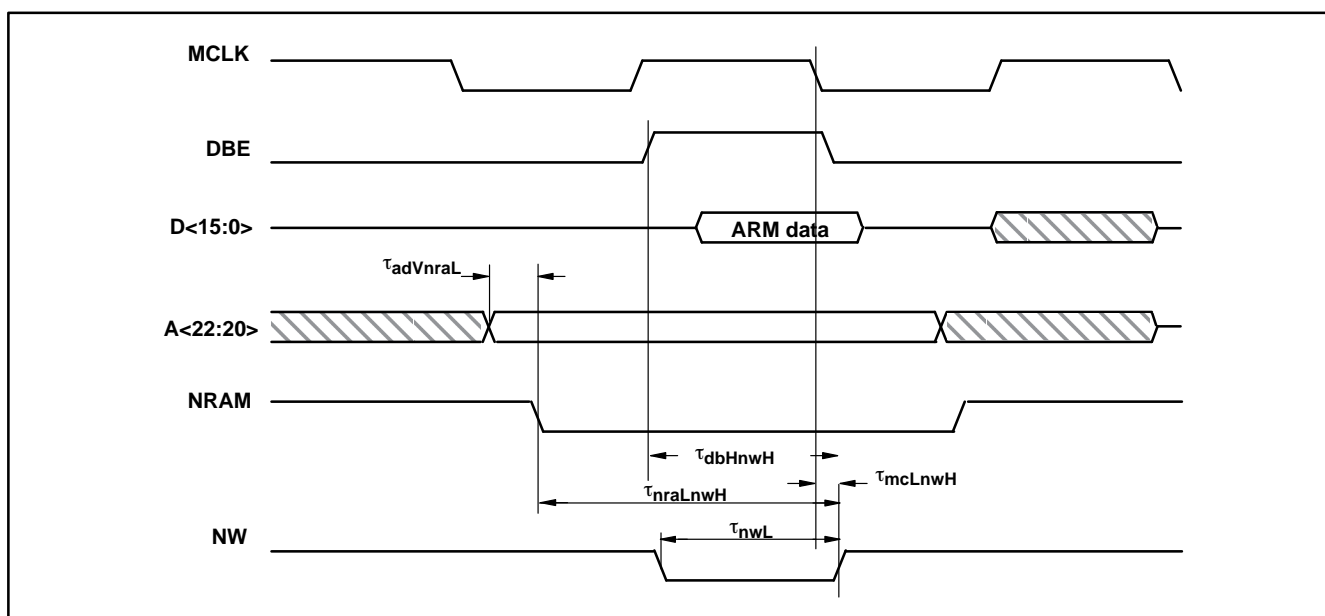 MCLK
DBE
D<15:0>
ARM data
τadVnraL
A<22:20>
NRAM
τdbHnwH
τmcLnwH
τnraLnwH
τnwL
NW